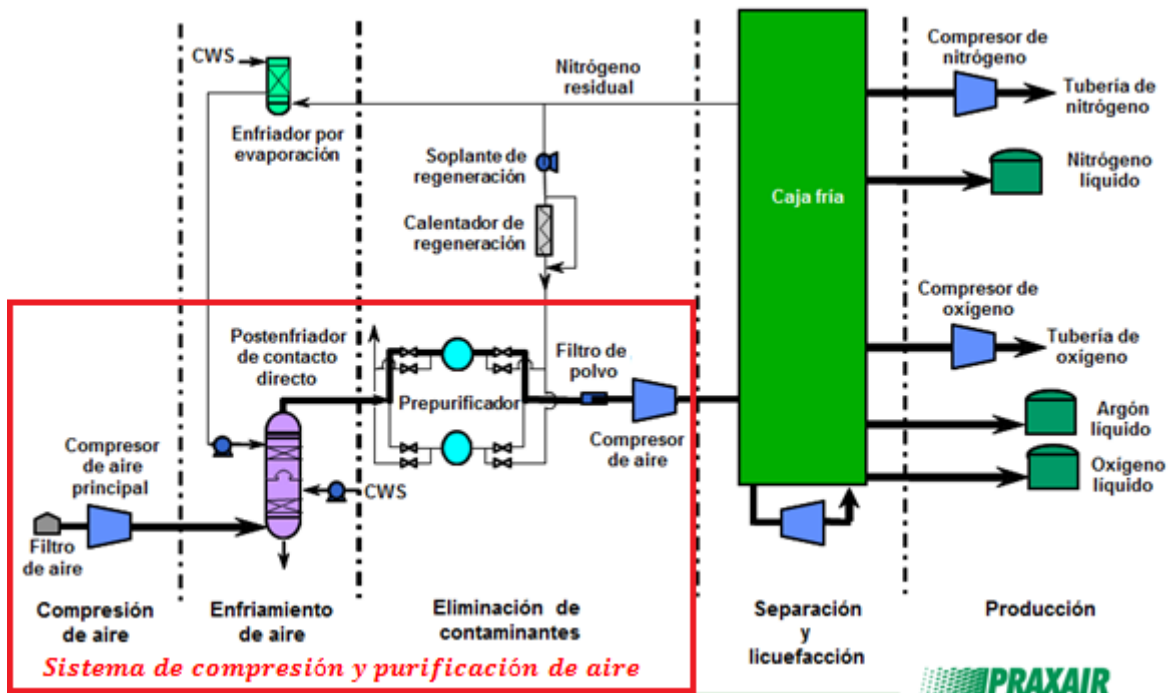 CWS
Enfriador por
evaporación
Nitrógeno
residual
Soplante de
regeneración
Calentador de
regeneración
Caja fría
Compresor de
nitrógeno
Tubería de
nitrógeno
Nitrógeno
líquido
Compresor de
oxígeno
Tubería de
oxígeno
Argón
líquido
Oxígeno
líquido
Postenfriador
de contacto
directo
Prepurificador
Filtro de
polvo
Compresor
de aire
Compresor
de aire
principal
CWS
Filtro
de aire
Compresión
de aire
Enfriamiento
de aire
Eliminación de
contaminantes
Separación
y
licuefacción
Producción
Sistema de compresión y purificación de aire
PRAXAIR